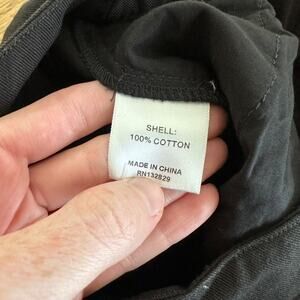 SHELL:
100% COTTON
MADE IN CHINA
RN132829